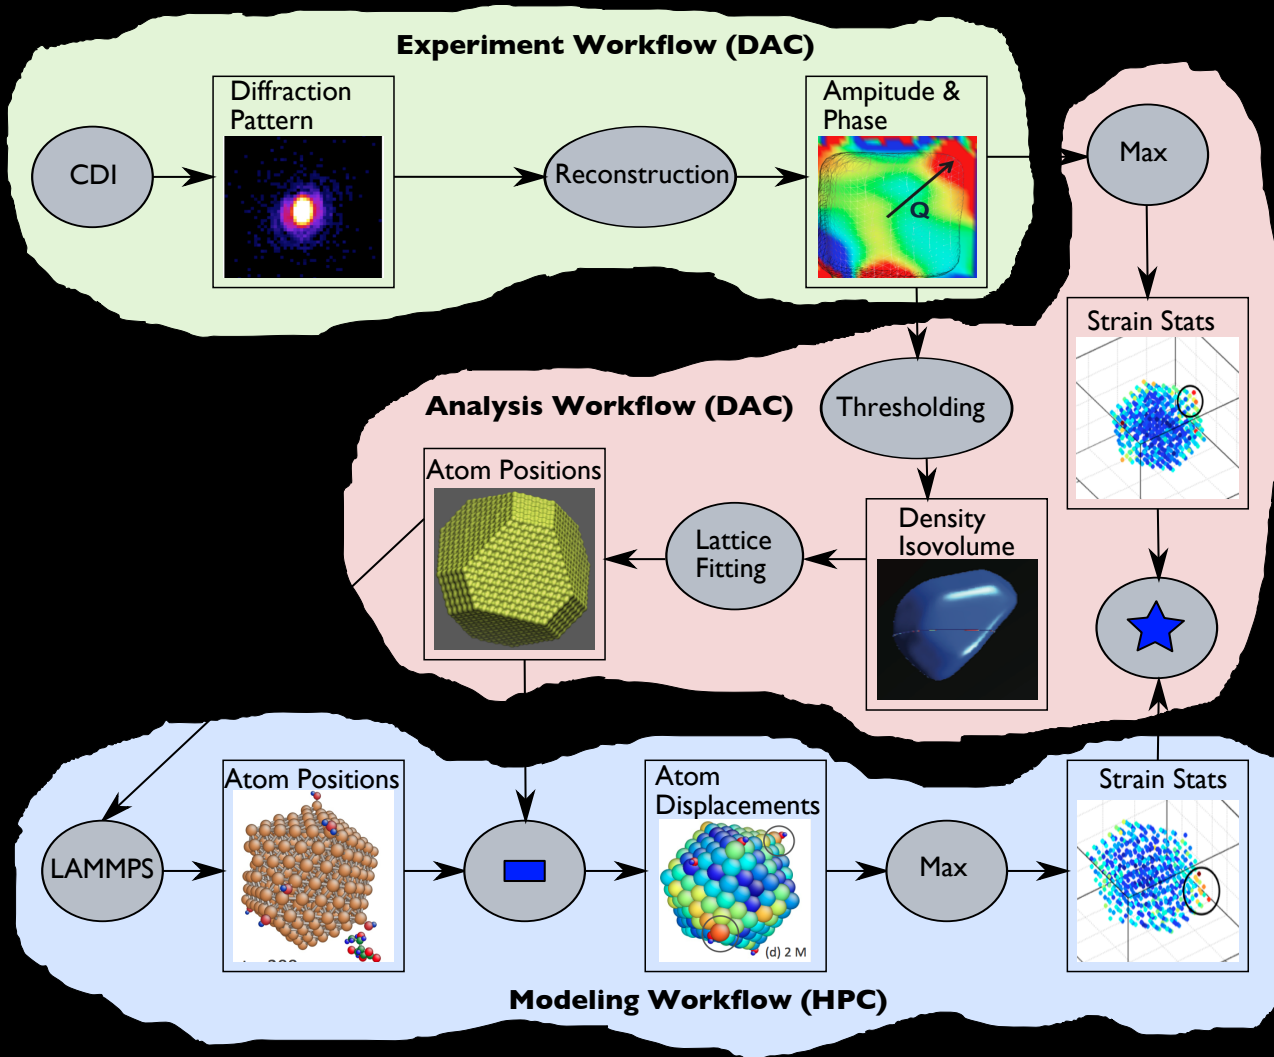 Experiment Workflow (DAC)
CDI
Diffraction
Pattern
Reconstruction
Ampitude &
Phase
Q
Max
Strain Stats
Analysis Workflow (DAC)
Thresholding
Atom Positions
Lattice
Fitting
Density
Isovolume
LAMMPS
Atom Positions
Atom
Displacements
(d) 2 M
Max
Strain Stats
Modeling Workflow (HPC)